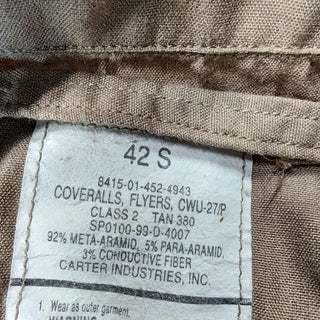 42 S
8415-01-452-4943
COVERALLS, FLYERS, CWU-27/P
CLASS 2 TAN 380
SP0100-99-D-4007
92% META-ARAMID, 5% PARA-ARAMID,
3% CONDUCTIVE FIBER
CARTER INDUSTRIES, INC.
1. Wear as outer garment.
WARNING